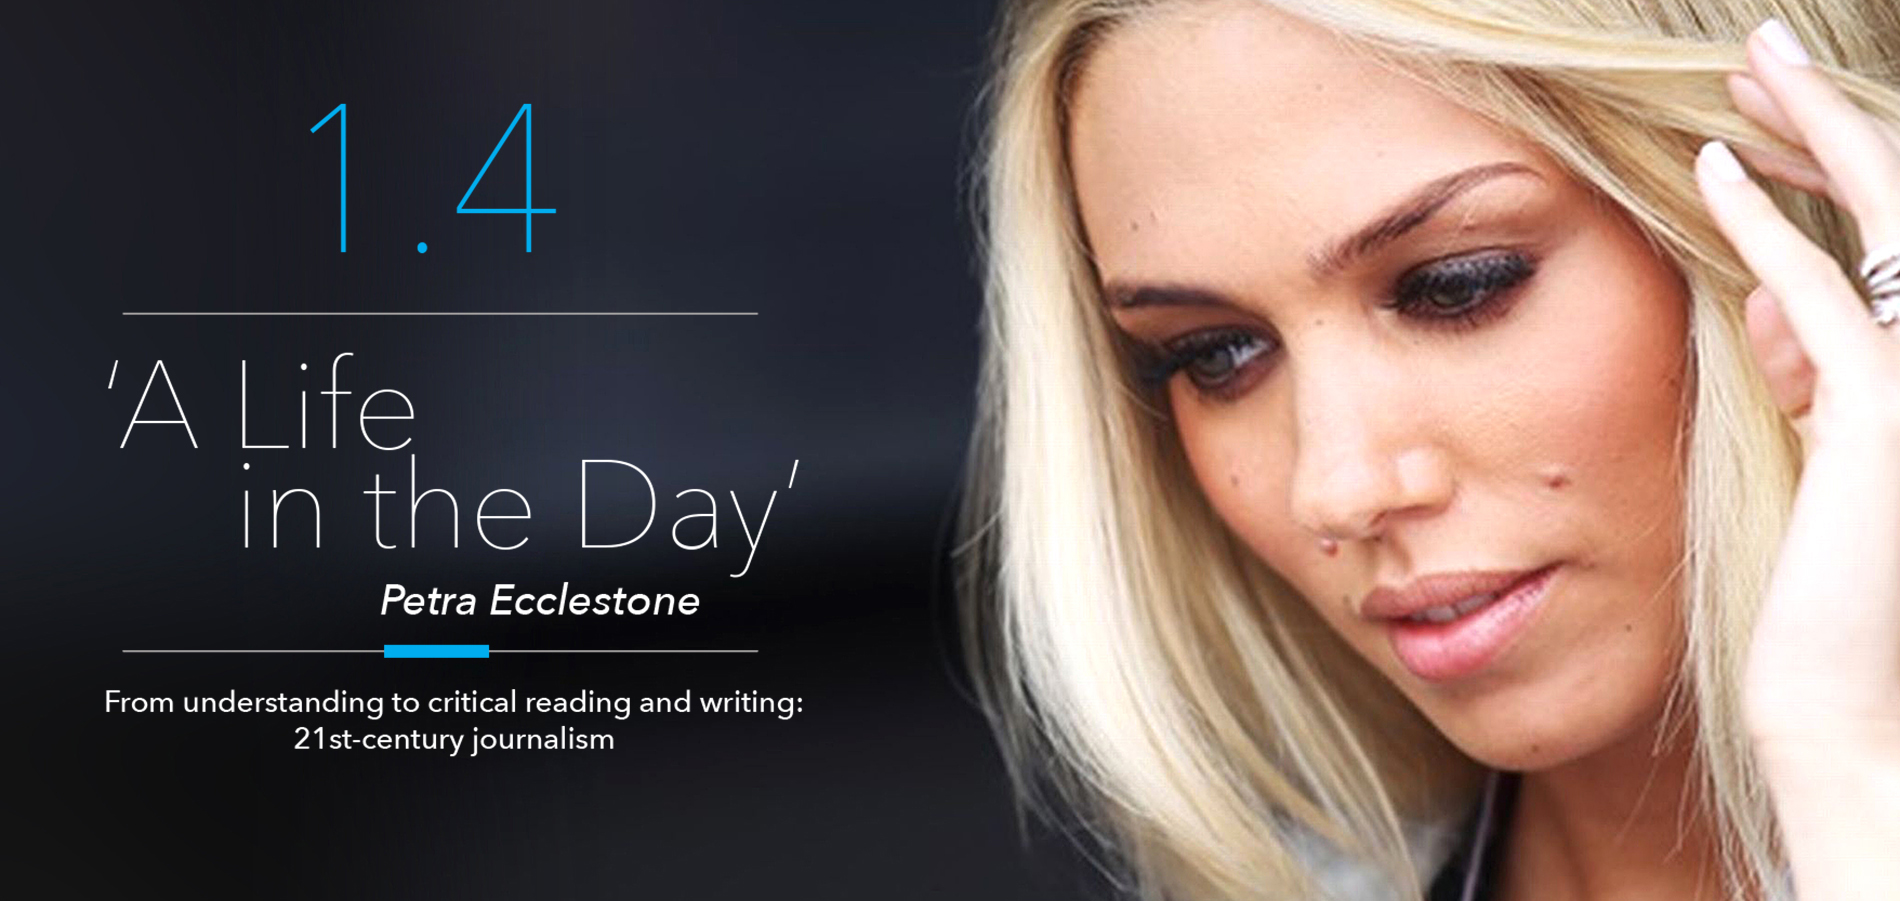 1.4
'A Life
in the Day'
Petra Ecclestone
From understanding to critical reading and writing:
21st-century journalism